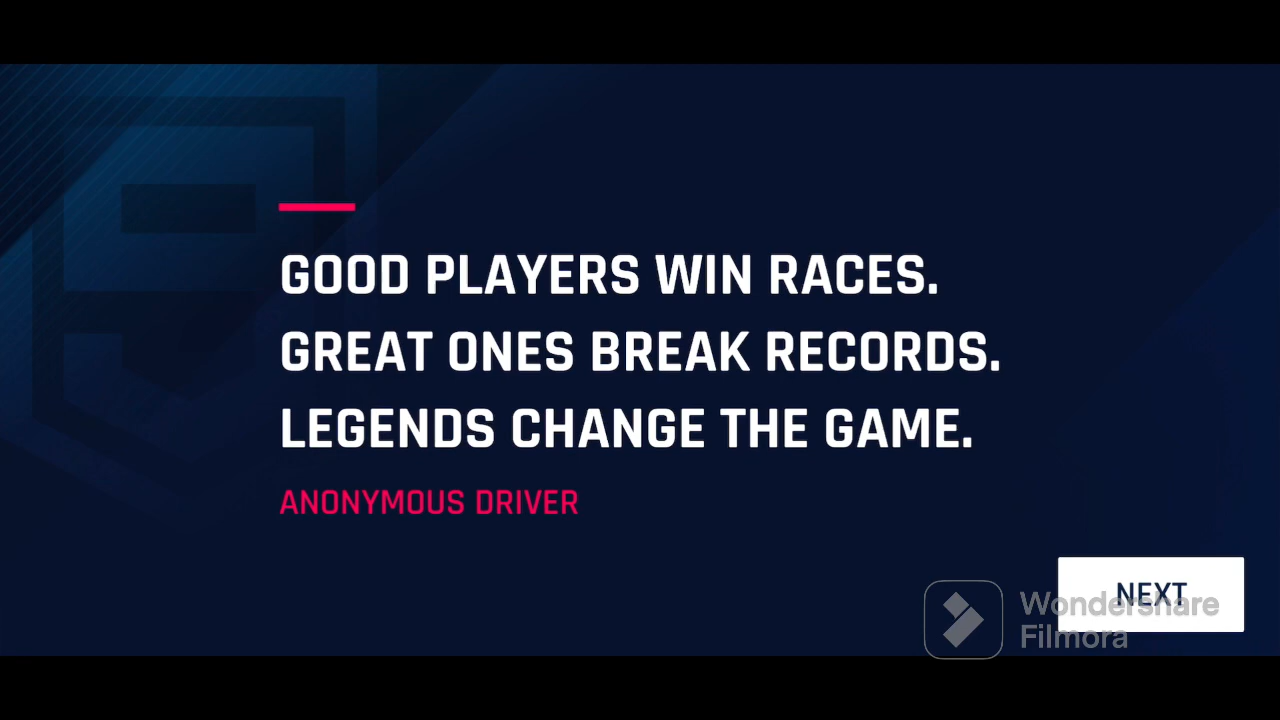 GOOD PLAYERS WIN RACES.
GREAT ONES BREAK RECORDS.
LEGENDS CHANGE THE GAME.
ANONYMOUS DRIVER
NEXT
Wondershare
Filmora